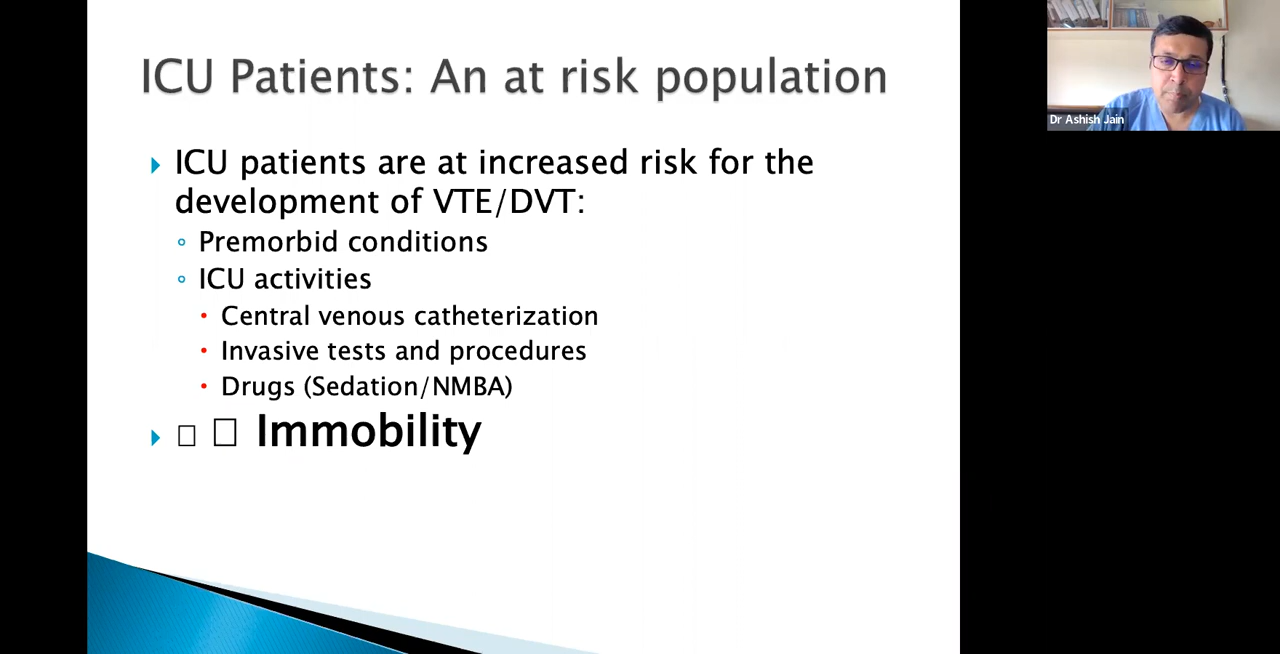 ICU Patients: An at risk population
Dr Ashish Jain
ICU patients are at increased risk for the
development of VTE/DVT:
Premorbid conditions
ICU activities
Central venous catheterization
Invasive tests and procedures
Drugs (Sedation/NMBA)
Immobility